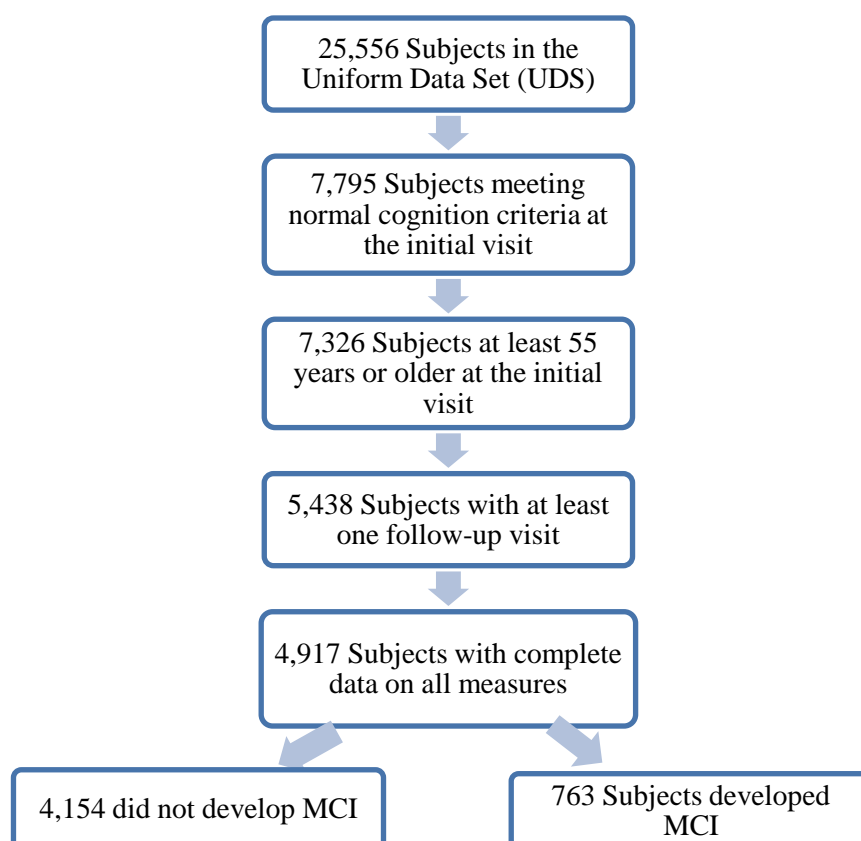 25,556 Subjects in the
Uniform Data Set (UDS)
7,795 Subjects meeting
normal cognition criteria at
the initial visit
7,326 Subjects at least 55
years or older at the initial
visit
5,438 Subjects with at least
one follow-up visit
4,917 Subjects with complete
data on all measures
4,154 did not develop MCI
763 Subjects developed
MCI